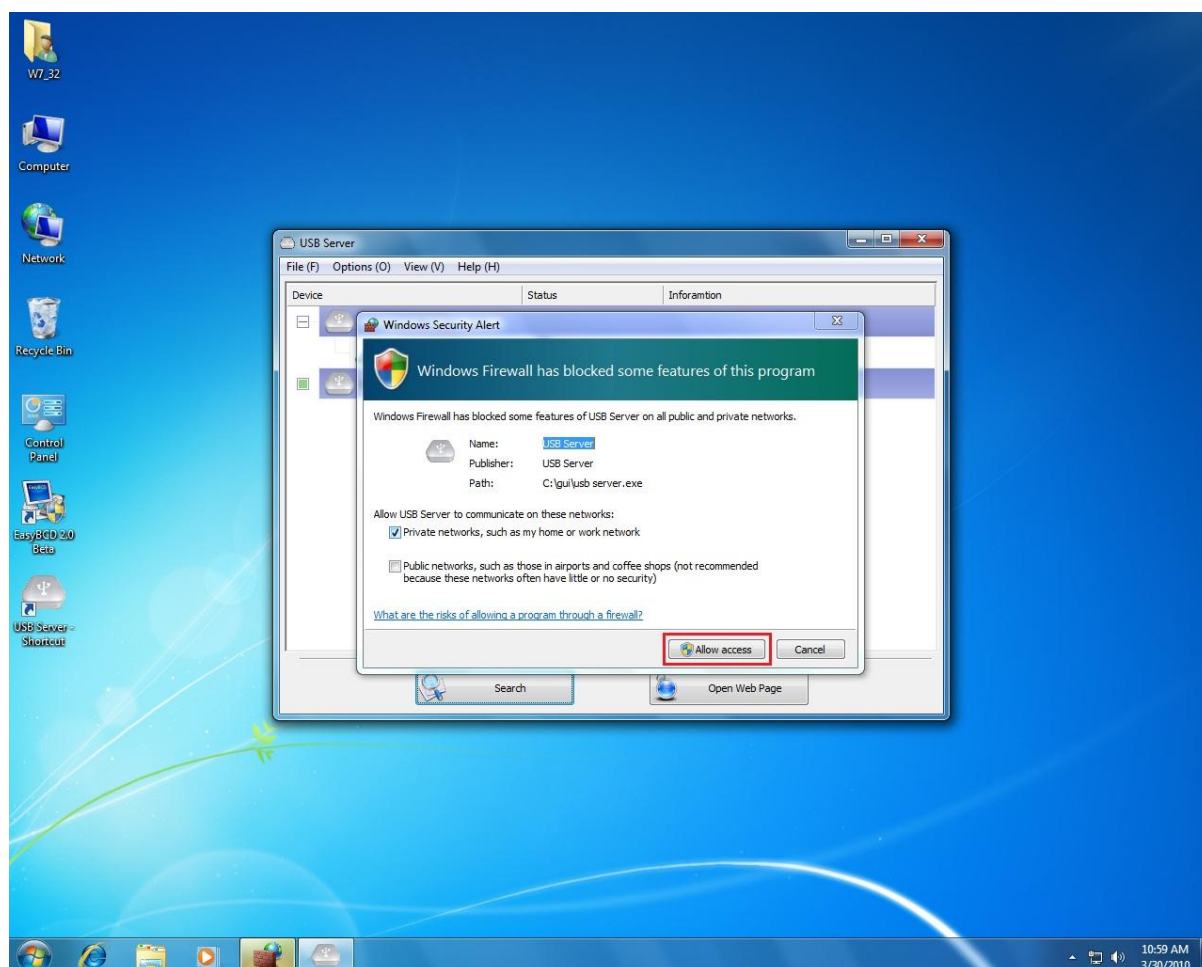 W7_32
Computer
Network
Recycle Bin
Control
Panel
EasyBCD 2.0
Beta
USB Server -
Shortcut
USB Server
File (F) Options (O) View (V) Help (H)
Device Status Inforamtion
Windows Security Alert
Windows Firewall has blocked some features of this program
Windows Firewall has blocked some features of USB Server on all public and private networks.
Name: USB Server
Publisher: USB Server
Path: C:\gui\usb server.exe
Allow USB Server to communicate on these networks:
Private networks, such as my home or work network
Public networks, such as those in airports and coffee shops (not recommended
because these networks often have little or no security)
What are the risks of allowing a program through a firewall?
Allow access Cancel
Search Open Web Page
10:59 AM
3/30/2010